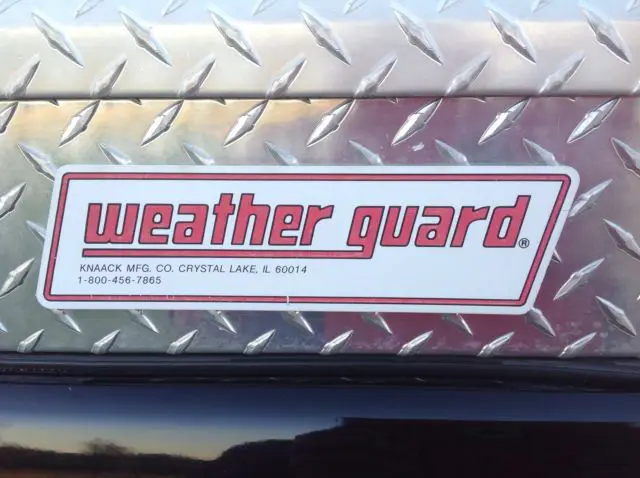 weather guard®
KNAACK MFG. CO. CRYSTAL LAKE, IL 60014
1-800-456-7865